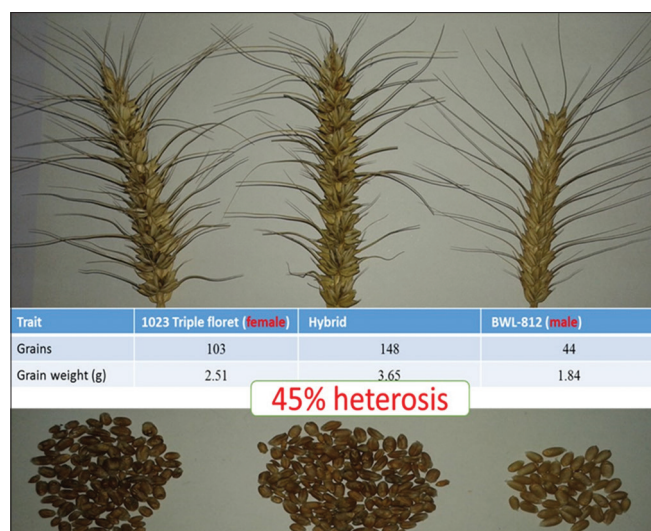 Trait 1023 Triple floret (female) Hybrid BWL-812 (male)
Grains 103 148 44
Grain weight (g) 2.51 3.65 1.84
45% heterosis